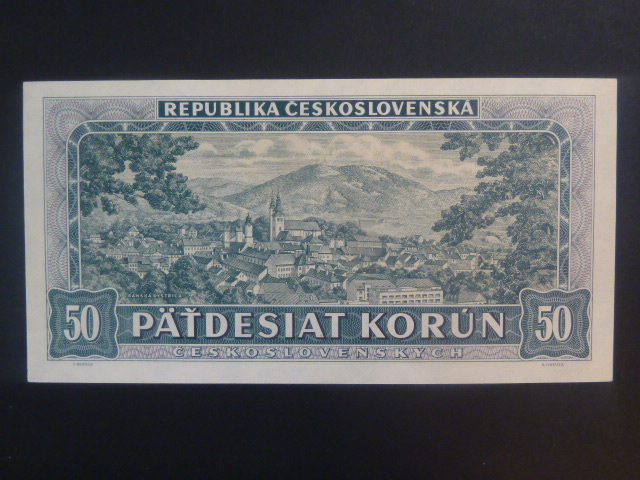 REPUBLIKA ČESKOSLOVENSKÁ
BANSKÁ BYSTRICA
50 PÄŤDESIAT KORÚN 50
ČESKOSLOVENSKÝCH